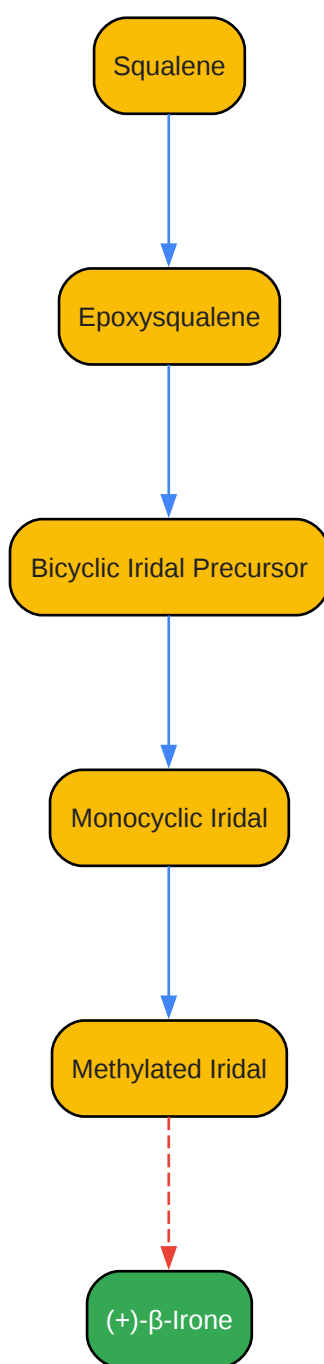 Squalene
Epoxysqualene
Bicyclic Iridal Precursor
Monocyclic Iridal
Methylated Iridal
(+)-β-Irone